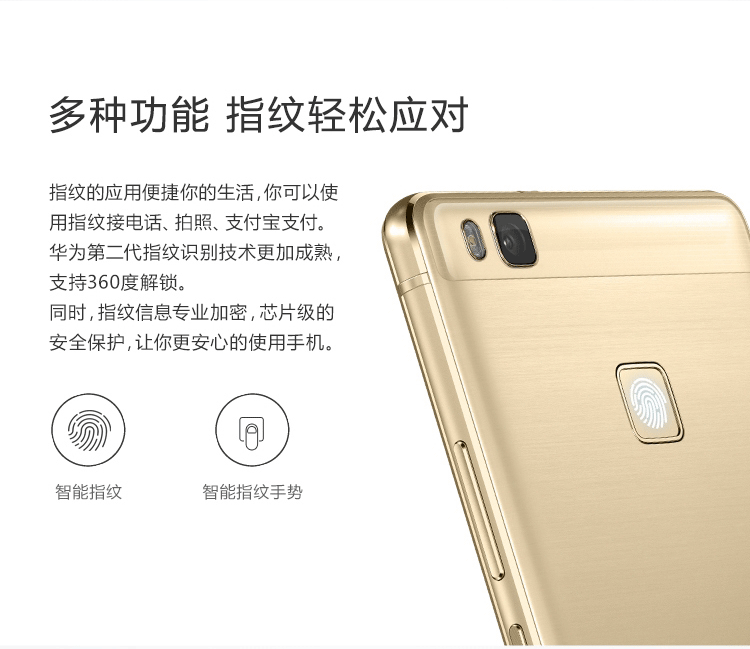 多种功能 指纹轻松应对
指纹的应用便捷你的生活,你可以使
用指纹接电话、拍照、支付宝支付。
华为第二代指纹识别技术更加成熟,
支持360度解锁。
同时,指纹信息专业加密,芯片级的
安全保护,让你更安心的使用手机。
智能指纹
智能指纹手势